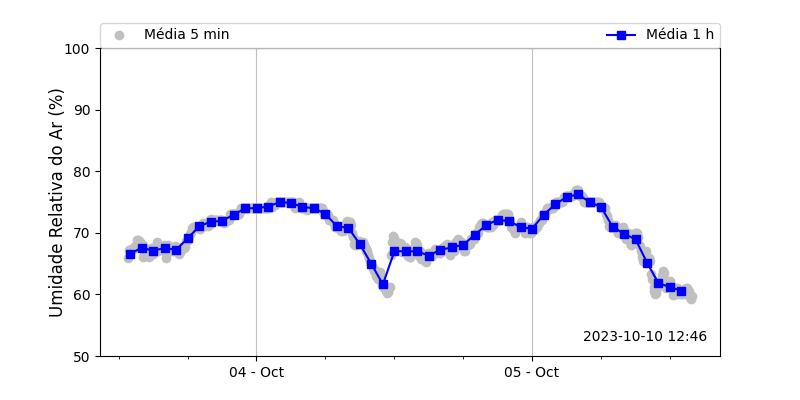 Média 5 min
Média 1 h
Umidade Relativa do Ar (%)
100
90
80
70
60
50
2023-10-10 12:46
04 - Oct
05 - Oct